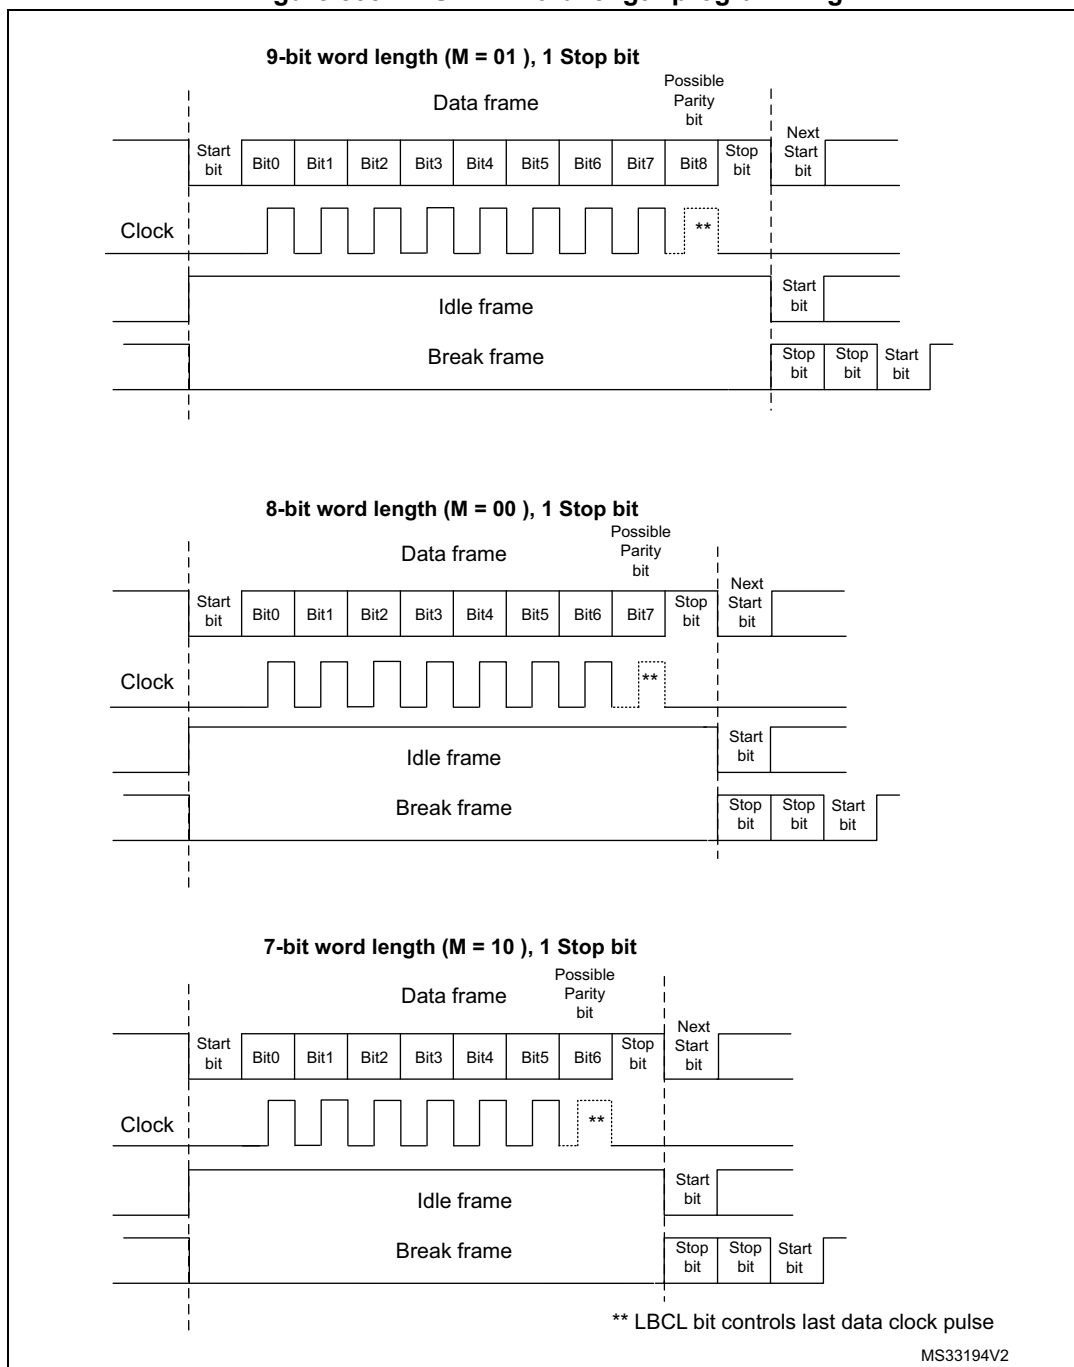 9-bit word length (M = 01 ), 1 Stop bit
Data frame
Possible
Parity
bit
Start
bit
Bit0 Bit1 Bit2 Bit3 Bit4 Bit5 Bit6 Bit7 Bit8
Stop
bit
Next
Start
bit
Clock
**
Idle frame
Start
bit
Break frame
Stop
bit
Stop
bit
Start
bit
8-bit word length (M = 00 ), 1 Stop bit
Data frame
Possible
Parity
bit
Start
bit
Bit0 Bit1 Bit2 Bit3 Bit4 Bit5 Bit6 Bit7
Stop
bit
Next
Start
bit
Clock
**
Idle frame
Start
bit
Break frame
Stop
bit
Stop
bit
Start
bit
7-bit word length (M = 10 ), 1 Stop bit
Data frame
Possible
Parity
bit
Start
bit
Bit0 Bit1 Bit2 Bit3 Bit4 Bit5 Bit6
Stop
bit
Next
Start
bit
Clock
**
Idle frame
Start
bit
Break frame
Stop
bit
Stop
bit
Start
bit
** LBCL bit controls last data clock pulse
MS33194V2